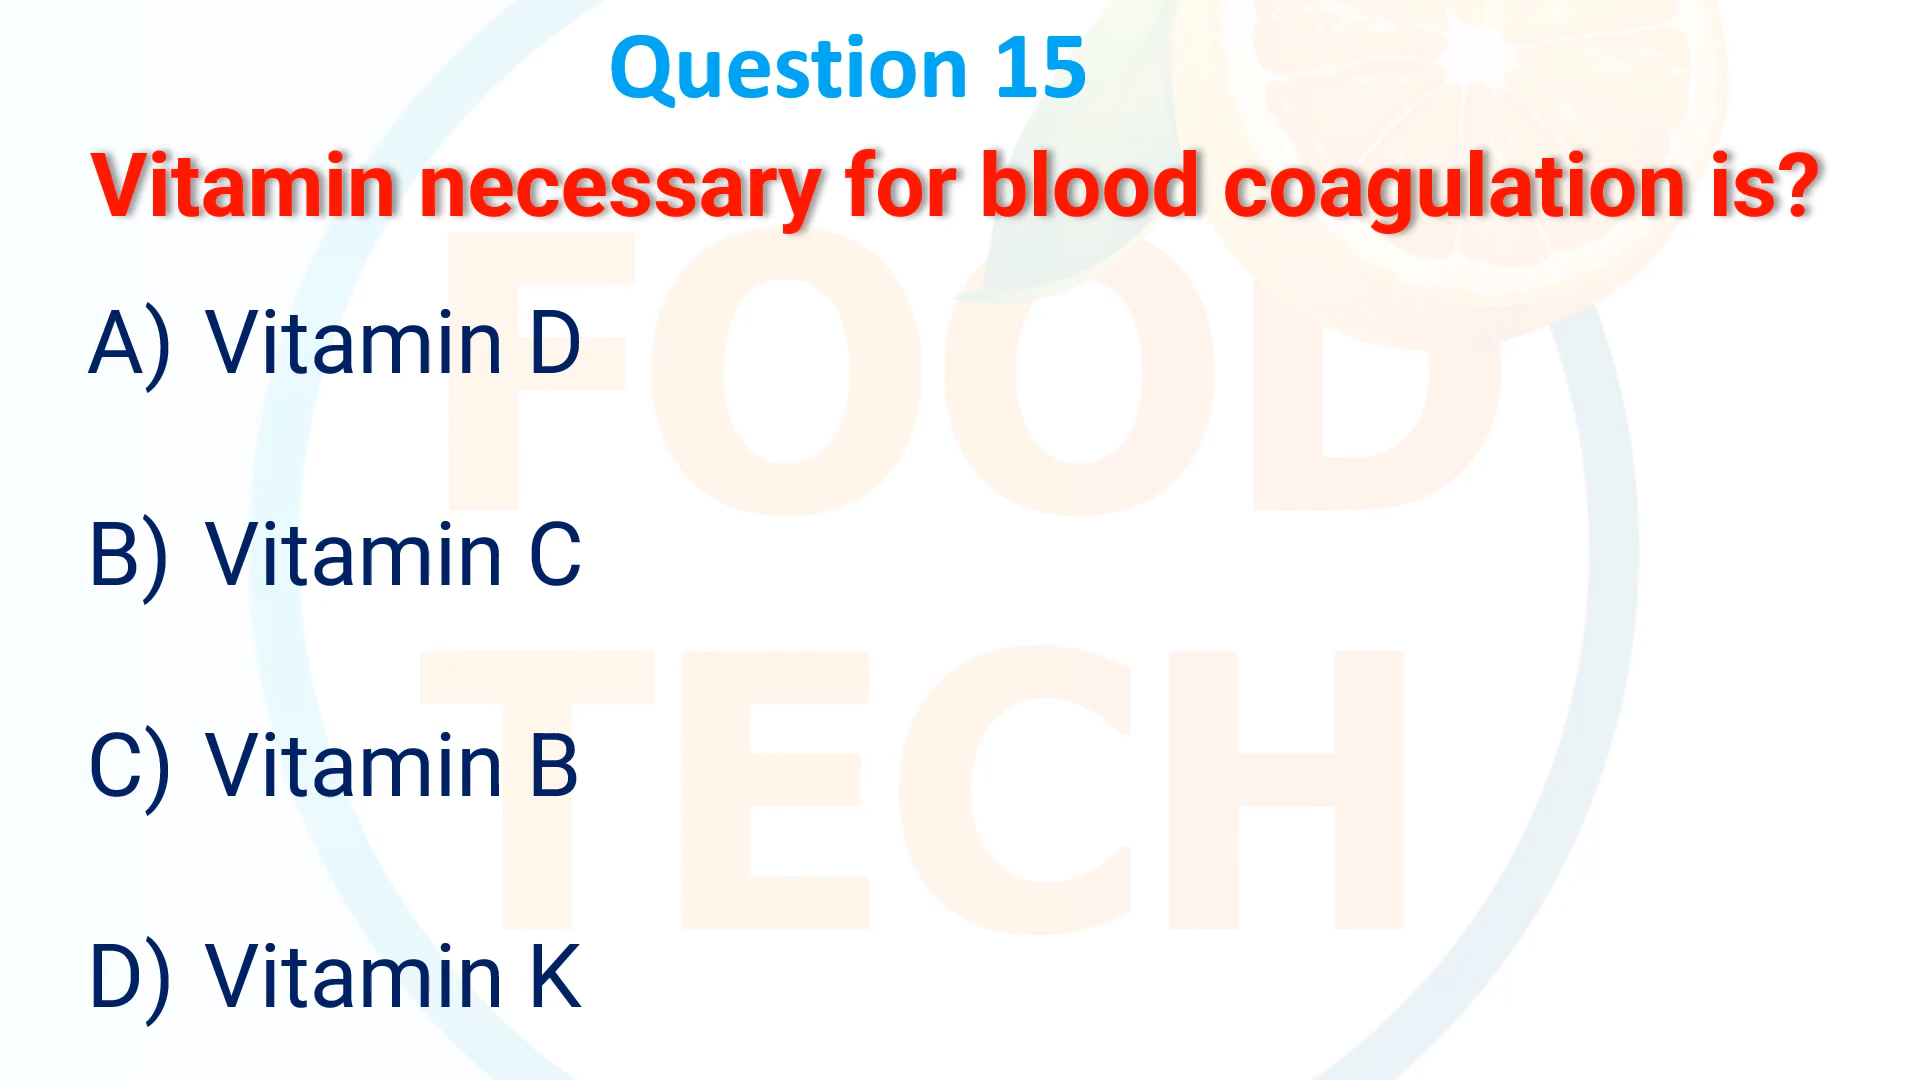 Question 15
Vitamin necessary for blood coagulation is?
A) Vitamin D
B) Vitamin C
C) Vitamin B
D) Vitamin K
FOOD
TECH